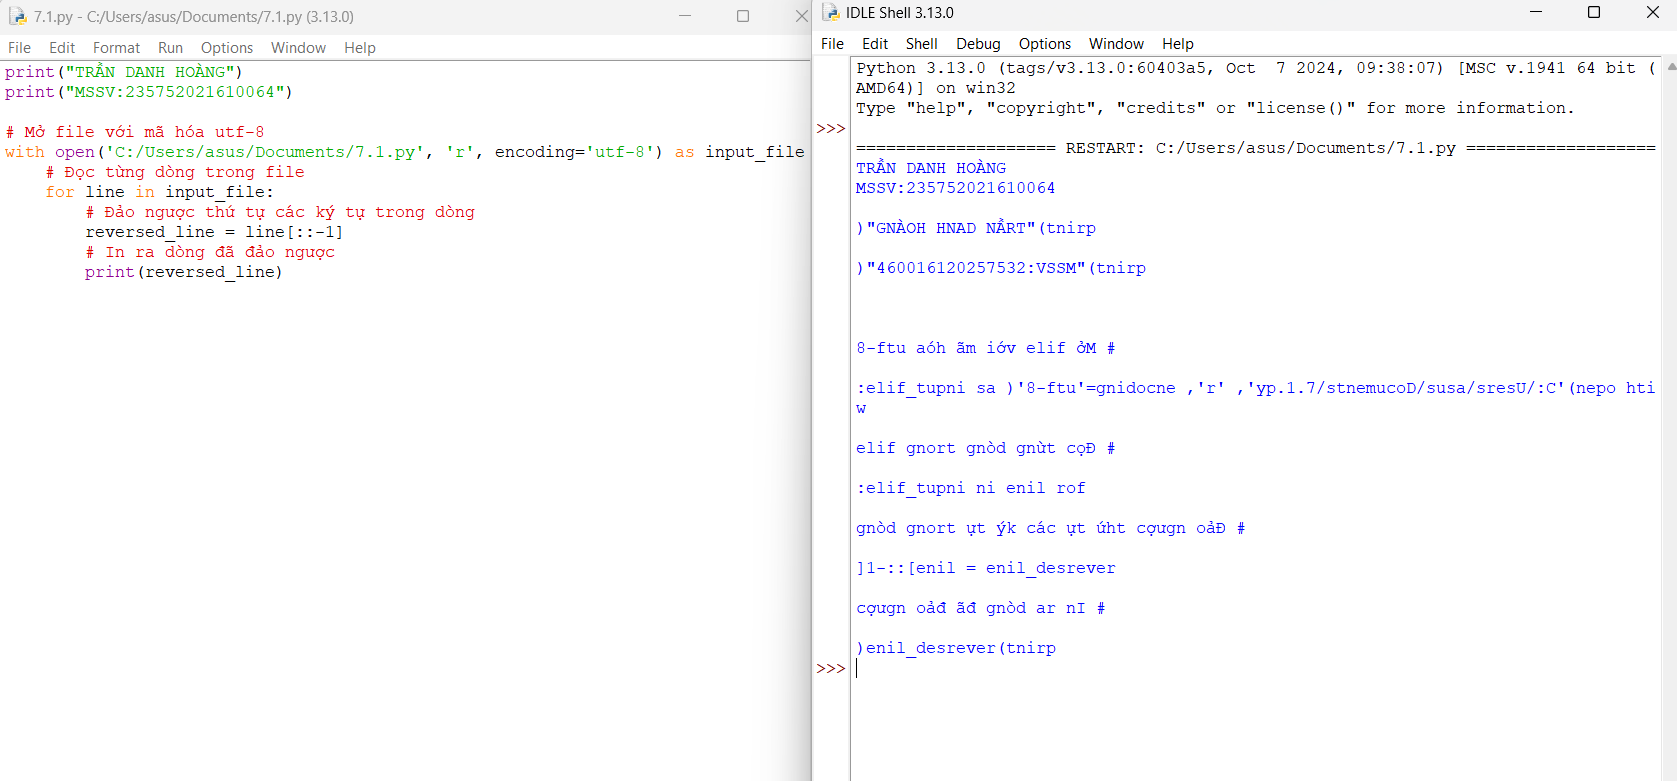 7.1.py - C:/Users/asus/Documents/7.1.py (3.13.0)
File Edit Format Run Options Window Help
print("TRẦN DANH HOÀNG")
print("MSSV:235752021610064")
# Mở file với mã hóa utf-8
with open('C:/Users/asus/Documents/7.1.py', 'r', encoding='utf-8') as input_file
# Đọc từng dòng trong file
for line in input_file:
# Đảo ngược thứ tự các ký tự trong dòng
reversed_line = line[::-1]
# In ra dòng đã đảo ngược
print(reversed_line)
IDLE Shell 3.13.0
File Edit Shell Debug Options Window Help
Python 3.13.0 (tags/v3.13.0:60403a5, Oct  7 2024, 09:38:07) [MSC v.1941 64 bit (
AMD64)] on win32
Type "help", "copyright", "credits" or "license()" for more information.
>>>
==================== RESTART: C:/Users/asus/Documents/7.1.py ===================
TRẦN DANH HOÀNG
MSSV:235752021610064
)"GNÀOH HNAD NẦRT"(tnirp
)"460016120257532:VSSM"(tnirp
8-ftu aóh ãm iớv elif ởM #
:elif_tupni sa )'8-ftu'=gnidocne ,'r' ,'yp.1.7/stnemucoD/susa/sresU/:C'(nepo hti
w
elif gnort gnòd gnừt cọĐ #
:elif_tupni ni enil rof
gnòd gnort ựt ýk các ựt ứht cợưgn oảĐ #
]1-::[enil = enil_desrever
cợưgn oảđ ãđ gnòd ar nI #
)enil_desrever(tnirp
>>>